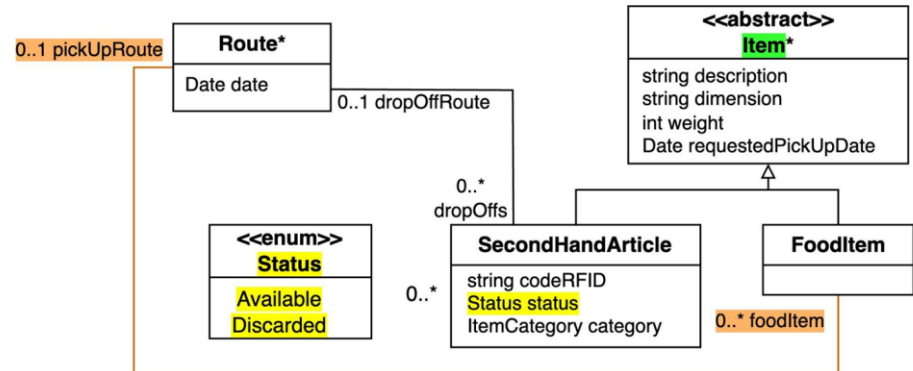 0..1 pickUpRoute
Route*
Date date
0..1 dropOffRoute
<<abstract>>
Item*
string description
string dimension
int weight
Date requestedPickUpDate
0..*
dropOffs
<<enum>>
Status
Available
Discarded
0..*
SecondHandArticle
string codeRFID
Status status
ItemCategory category
FoodItem
0..* foodItem